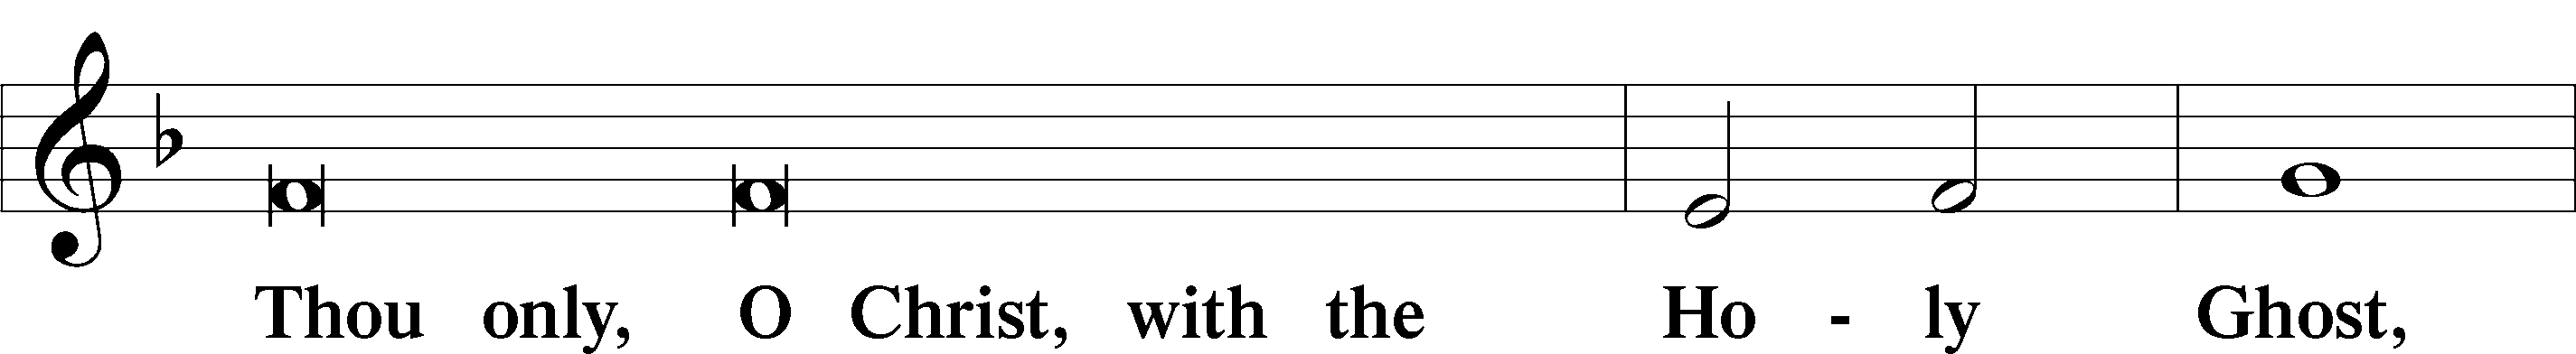 Thou only, O Christ, with the Ho - ly Ghost,